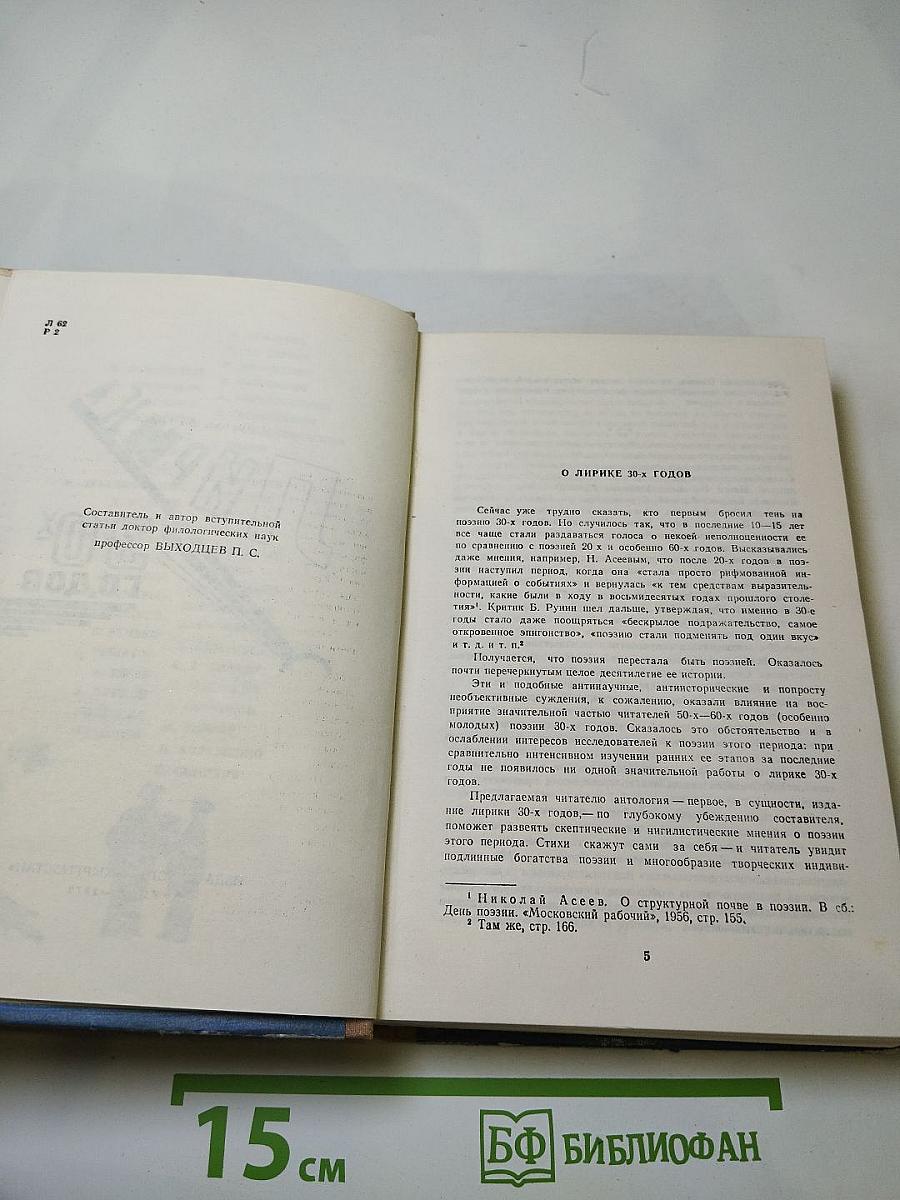 Л 62
Р 2
Составитель и автор вступительной
статьи доктор филологических наук
профессор ВЫХОДЦЕВ П. С.
О ЛИРИКЕ 30-х ГОДОВ
Сейчас уже трудно сказать, кто первым бросил тень на
поэзию 30-х годов. Но случилось так, что в последние 10—15 лет
все чаще стали раздаваться голоса о некоей неполноценности ее
по сравнению с поэзией 20 х и особенно 60-х годов. Высказывались
даже мнения, например, Н. Асеевым, что после 20-х годов в поэ-
зии наступил период, когда она «стала просто рифмованной ин-
формацией о событиях» и вернулась «к тем средствам выразитель-
ности, какие были в ходу в восьмидесятых годах прошлого столе-
тия»¹. Критик Б. Рунин шел дальше, утверждая, что именно в 30-е
годы стало даже поощряться «бескрылое подражательство, самое
откровенное эпигонство», «поэзию стали подменять под один вкус»
и т. д. и т. п.²
Получается, что поэзия перестала быть поэзией. Оказалось
почти перечеркнутым целое десятилетие ее истории.
Эти и подобные антинаучные, антиисторические и попросту
необъективные суждения, к сожалению, оказали влияние на вос-
приятие значительной частью читателей 50-х—60-х годов (особенно
молодых) поэзии 30-х годов. Сказалось это обстоятельство и в
ослаблении интересов исследователей к поэзии этого периода: при
сравнительно интенсивном изучении ранних ее этапов за последние
годы не появилось ни одной значительной работы о лирике 30-х
годов.
Предлагаемая читателю антология — первое, в сущности, изда-
ние лирики 30-х годов,— по глубокому убеждению составителя,
поможет развеять скептические и нигилистические мнения о поэзии
этого периода. Стихи скажут сами за себя — и читатель увидит
подлинные богатства поэзии и многообразие творческих индиви-
¹ Николай Асеев. О структурной почве в поэзии. В сб.:
День поэзии. «Московский рабочий», 1956, стр. 155.
² Там же, стр. 166.
5
15 см
БФ БИБЛИОФАН